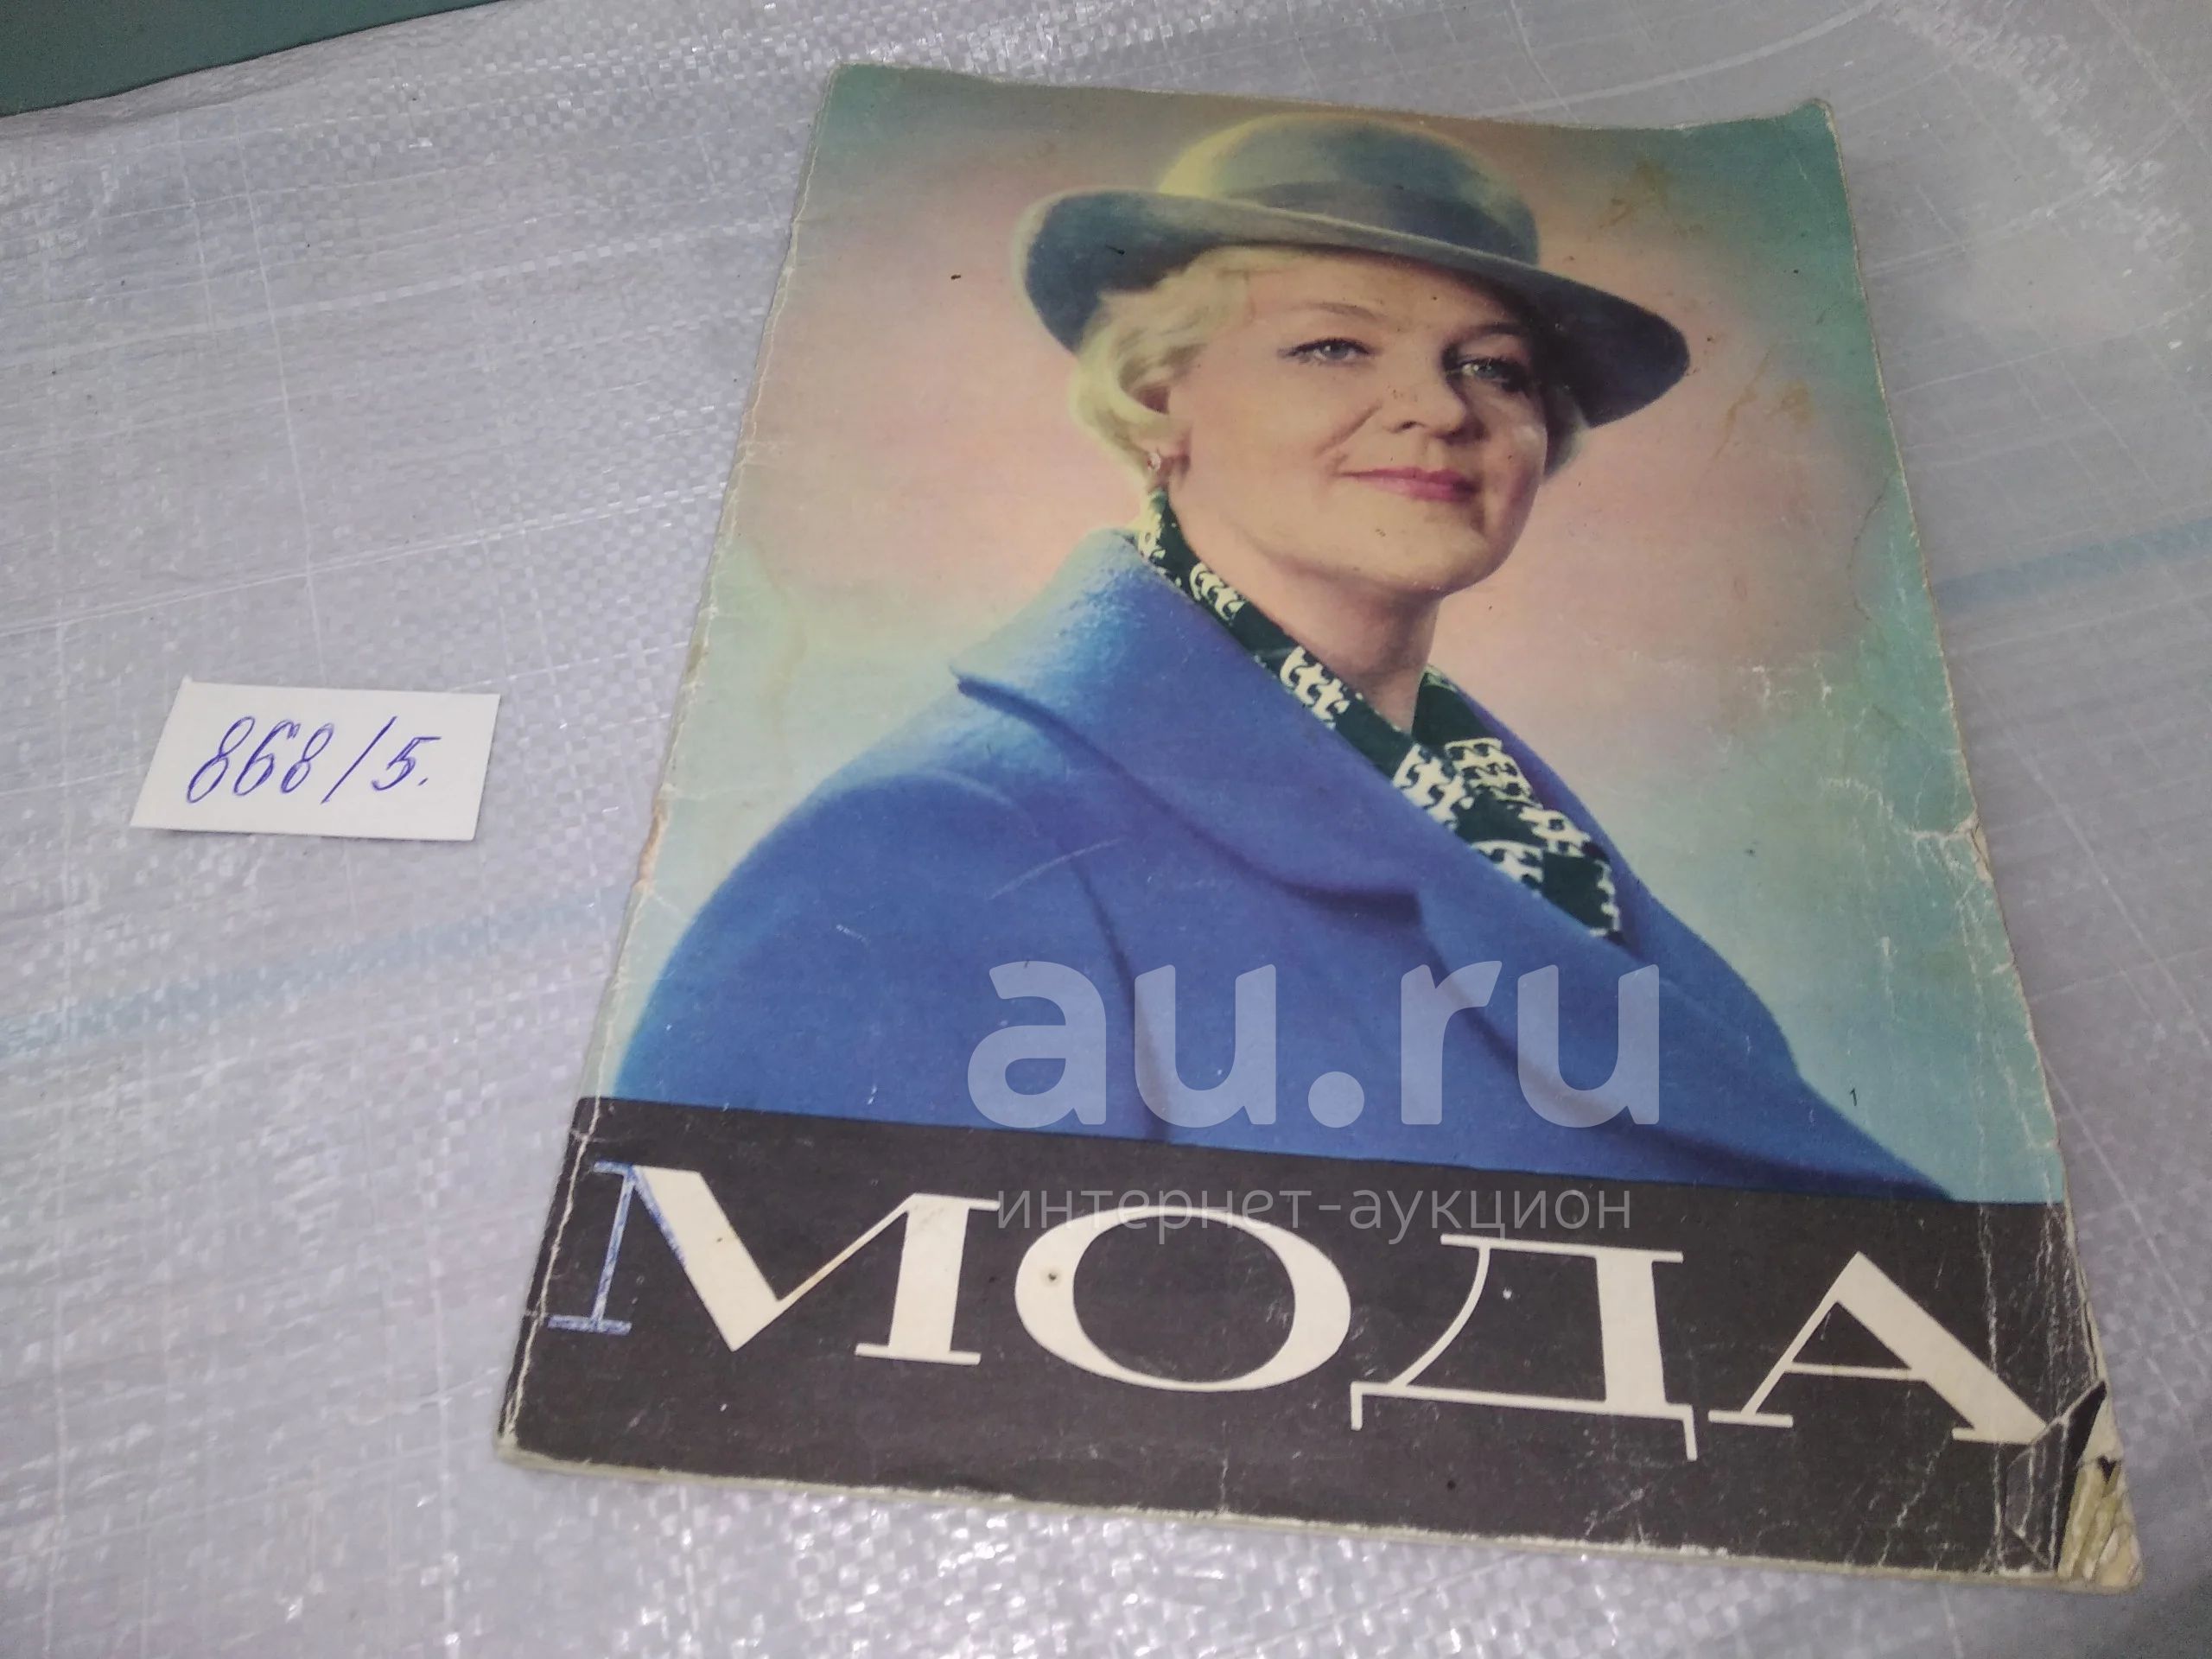 868/5.
au.ru
интернет-аукцион
МОДА